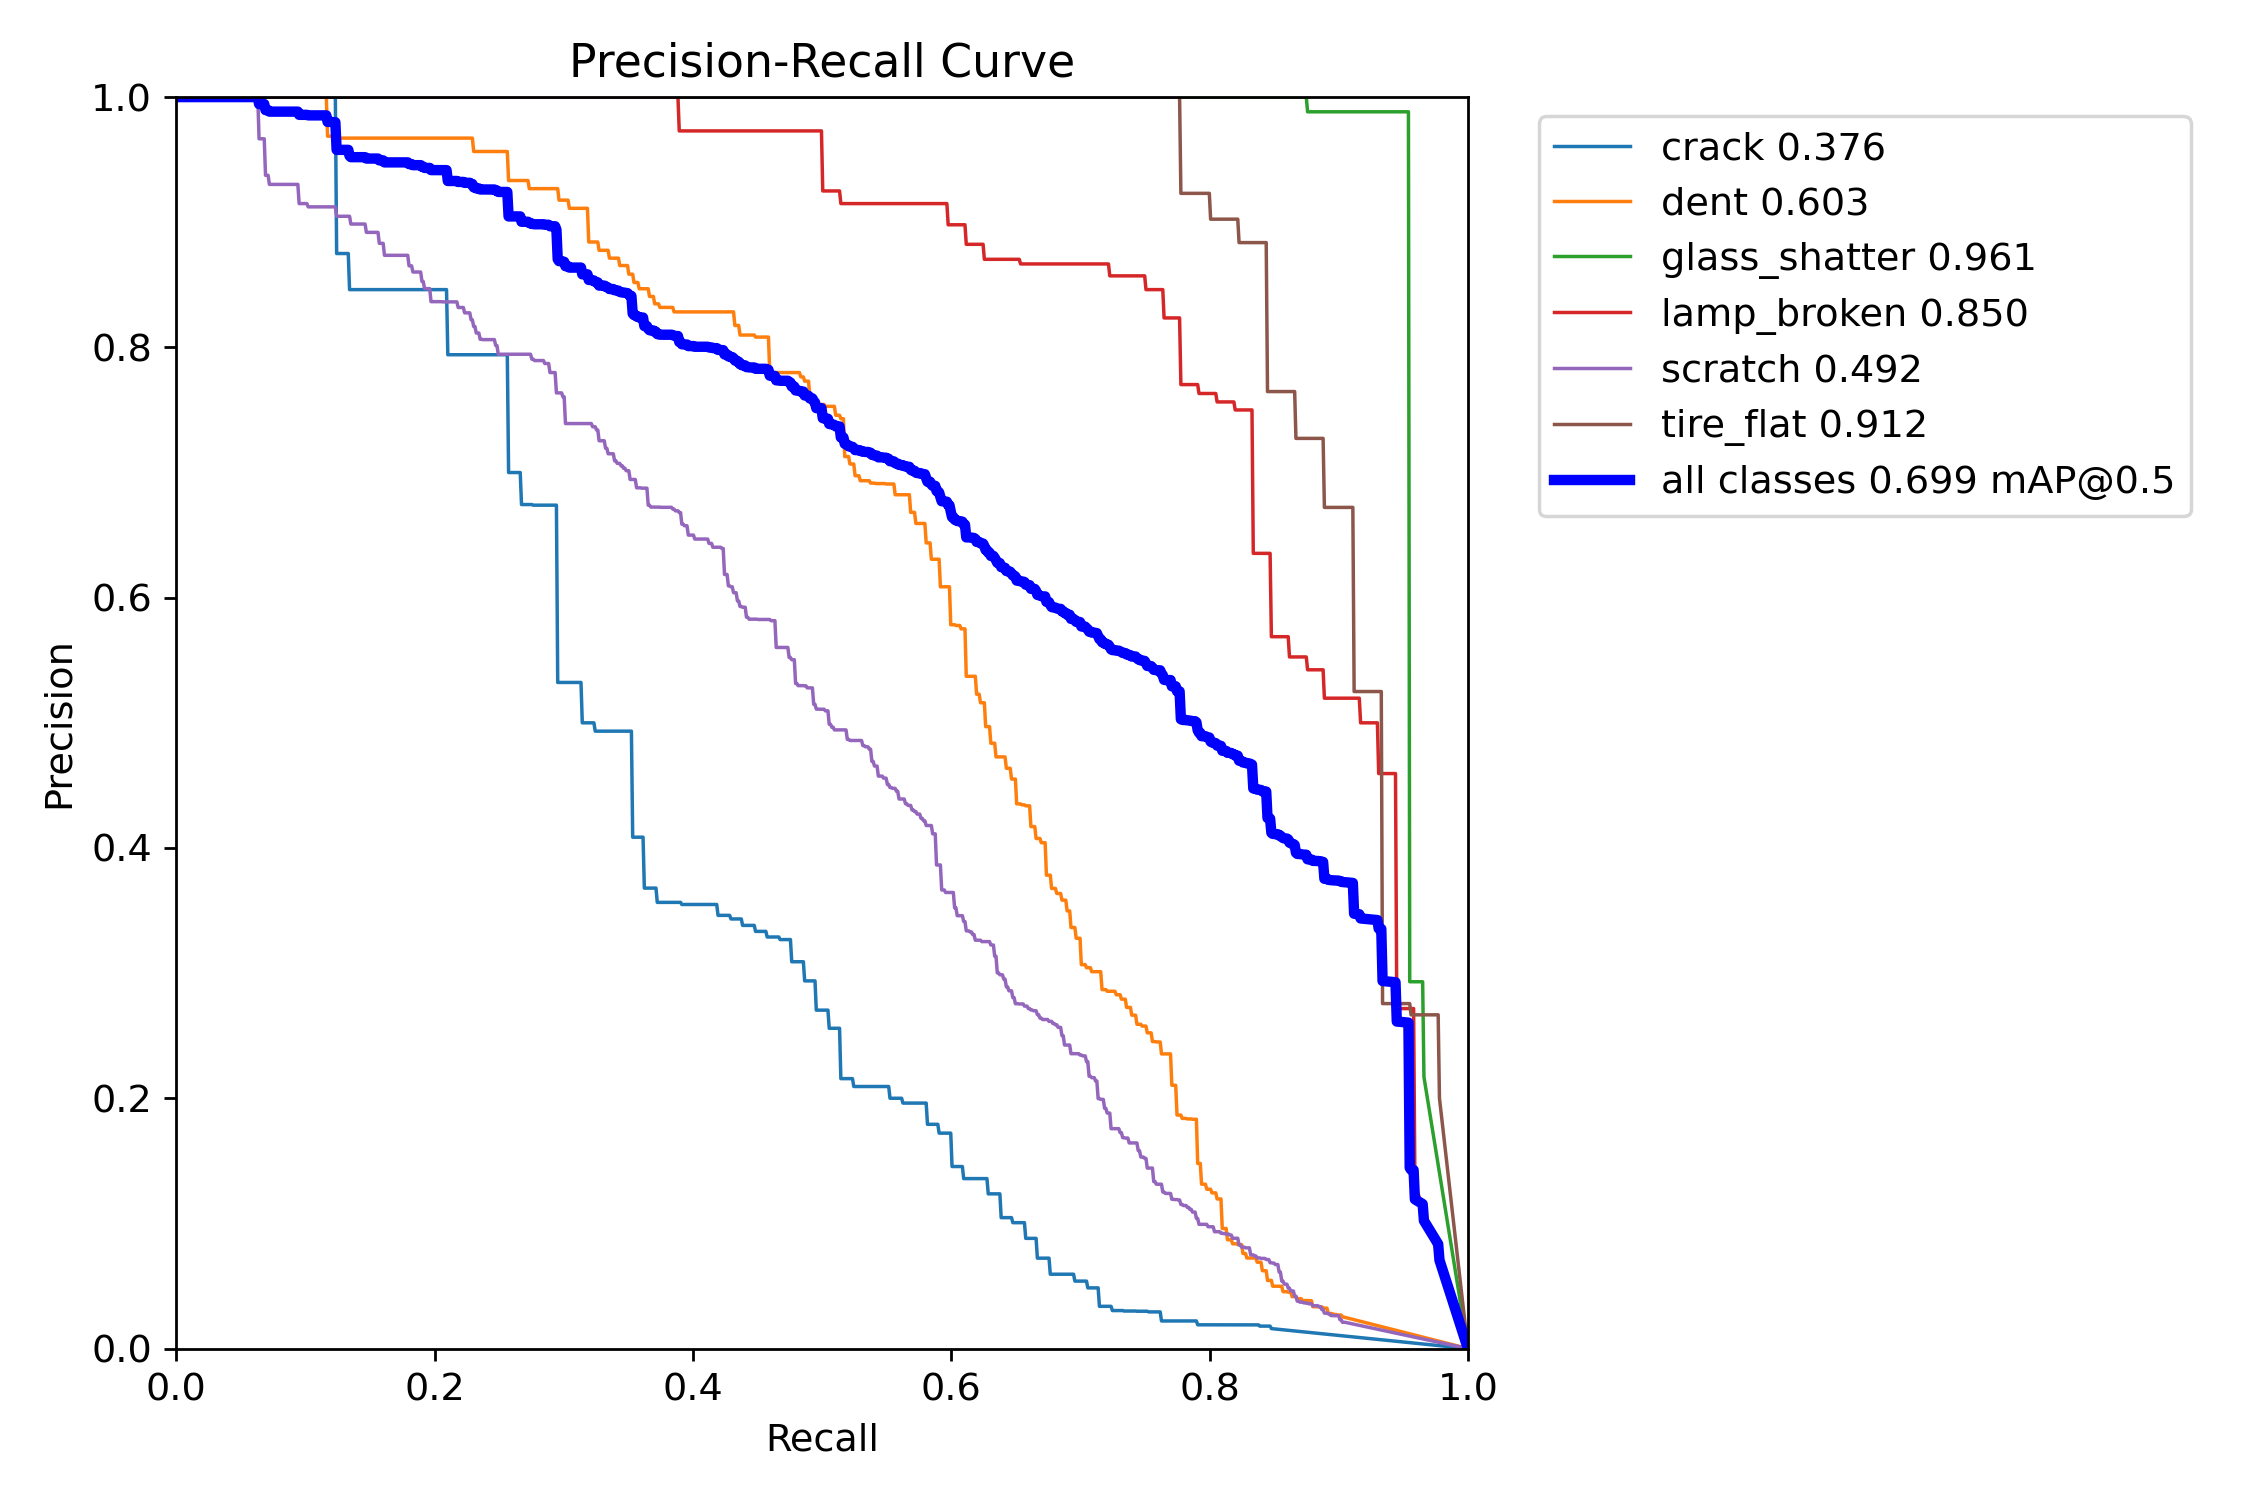 Precision-Recall Curve
1.0
0.8
0.6
0.4
0.2
0.0
Precision
0.0 0.2 0.4 0.6 0.8 1.0
Recall
crack 0.376
dent 0.603
glass_shatter 0.961
lamp_broken 0.850
scratch 0.492
tire_flat 0.912
all classes 0.699 mAP@0.5